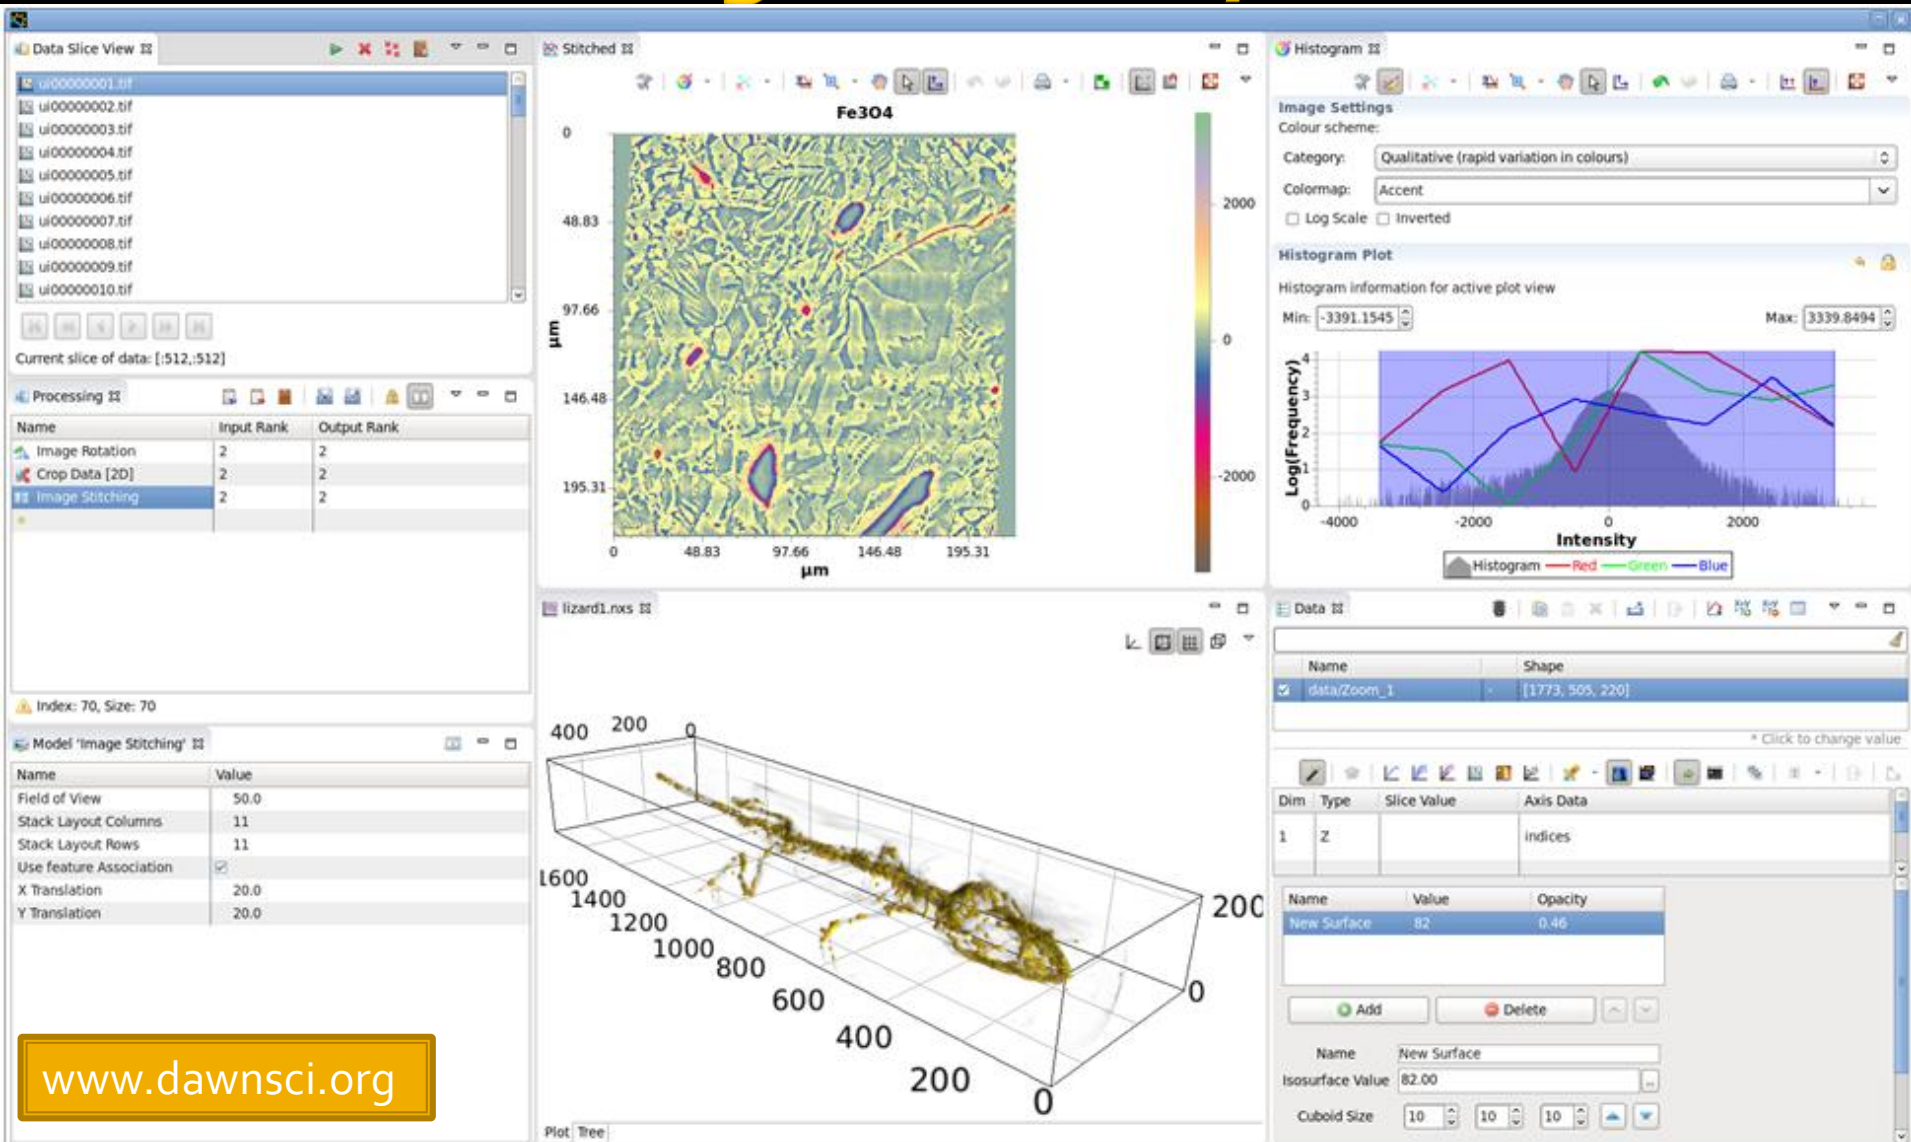 Data Slice View
ui00000001.tif
ui00000002.tif
ui00000003.tif
ui00000004.tif
ui00000005.tif
ui00000006.tif
ui00000007.tif
ui00000008.tif
ui00000009.tif
ui00000010.tif
Current slice of data: [:512,:512]
Processing
Name Input Rank Output Rank
Image Rotation 2 2
Crop Data [2D] 2 2
Image Stitching 2 2
Index: 70, Size: 70
Model 'Image Stitching'
Name Value
Field of View 50.0
Stack Layout Columns 11
Stack Layout Rows 11
Use feature Association
X Translation 20.0
Y Translation 20.0
www.dawnsci.org
Stitched
Fe3O4
0
48.83
97.66
146.48
195.31
µm
0 48.83 97.66 146.48 195.31
µm
2000
0
-2000
lizard1.nxs
400 200 0
1600
1400
1200
1000
800
600
400
200
0
200
0
Plot Tree
Histogram
Image Settings
Colour scheme:
Category: Qualitative (rapid variation in colours)
Colormap: Accent
Log Scale Inverted
Histogram Plot
Histogram information for active plot view
Min: -3391.1545 Max: 3339.8494
Log(Frequency)
4
3
2
1
0
-4000 -2000 0 2000
Intensity
Histogram Red Green Blue
Data
Name Shape
data/Zoom_1 [1773, 505, 220]
* Click to change value
Dim Type Slice Value Axis Data
1 Z indices
Name Value Opacity
New Surface 82 0.46
Add Delete
Name New Surface
Isosurface Value 82.00 ...
Cuboid Size 10 10 10